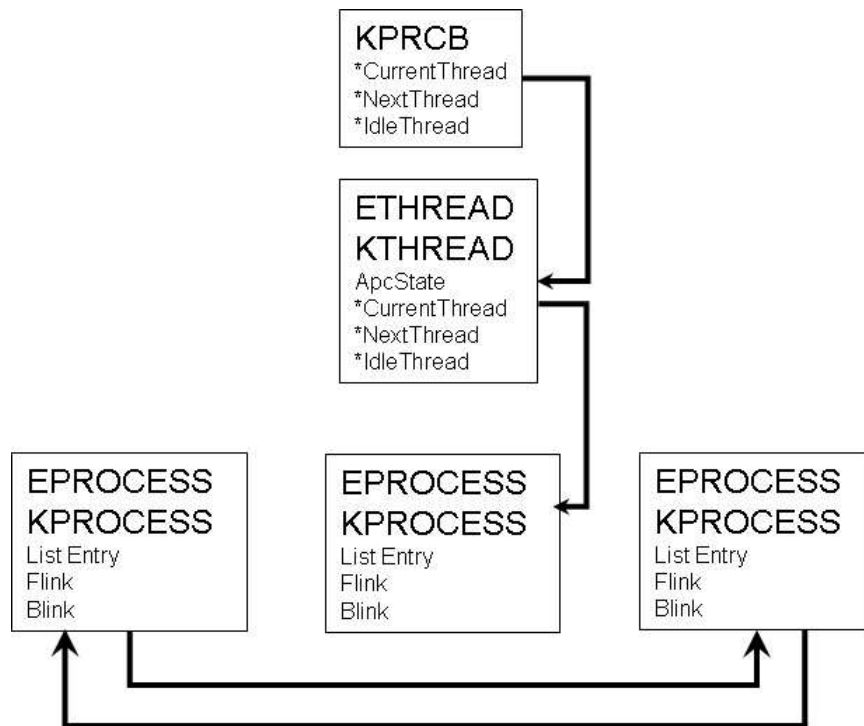 KPRCB
*CurrentThread
*NextThread
*IdleThread
ETHREAD
KTHREAD
ApcState
*CurrentThread
*NextThread
*IdleThread
EPROCESS
KPROCESS
List Entry
Flink
Blink
EPROCESS
KPROCESS
List Entry
Flink
Blink
EPROCESS
KPROCESS
List Entry
Flink
Blink